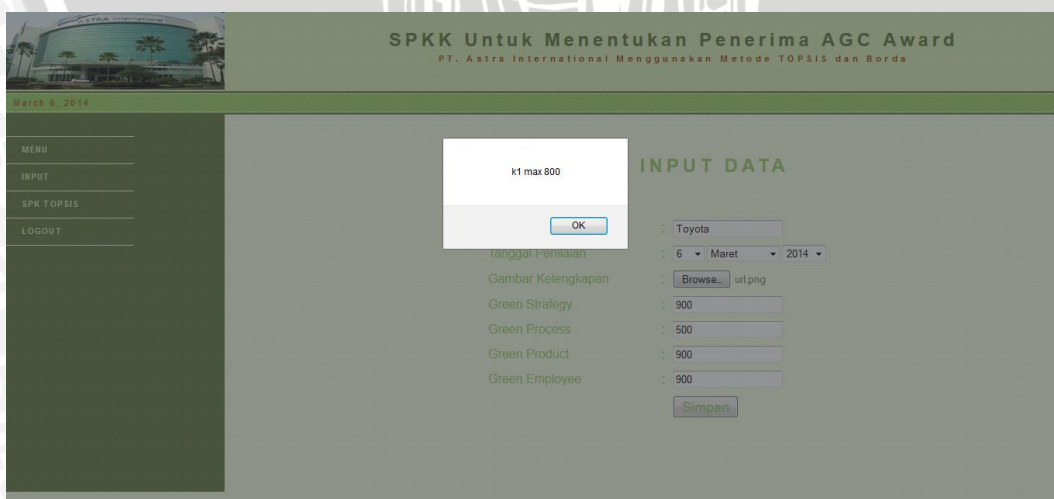 ASTRA international
SPKK Untuk Menentukan Penerima AGC Award
PT. Astra International Menggunakan Metode TOPSIS dan Borda
March 6, 2014
MENU
INPUT
SPK TOPSIS
LOGOUT
INPUT DATA
k1 max 800
OK
: Toyota
Tanggal Penilaian : 6 Maret 2014
Gambar Kelengkapan : Browse... url.png
Green Strategy : 900
Green Process : 500
Green Product : 900
Green Employee : 900
Simpan